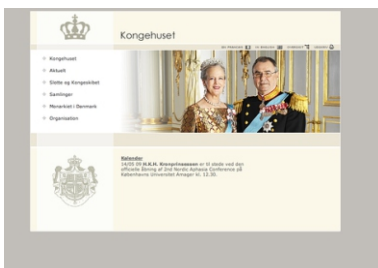 Kongehuset
Kongehuset
Aktuelt
Slotte og Kongeskibet
Samlinger
Monarkiet i Danmark
Organisation
Kalender
14/05 09 H.K.H. Kronprinsessen er til stede ved den
officielle åbning af 2nd Nordic Aphasia Conference på
Københavns Universitet Amager kl. 12.30.